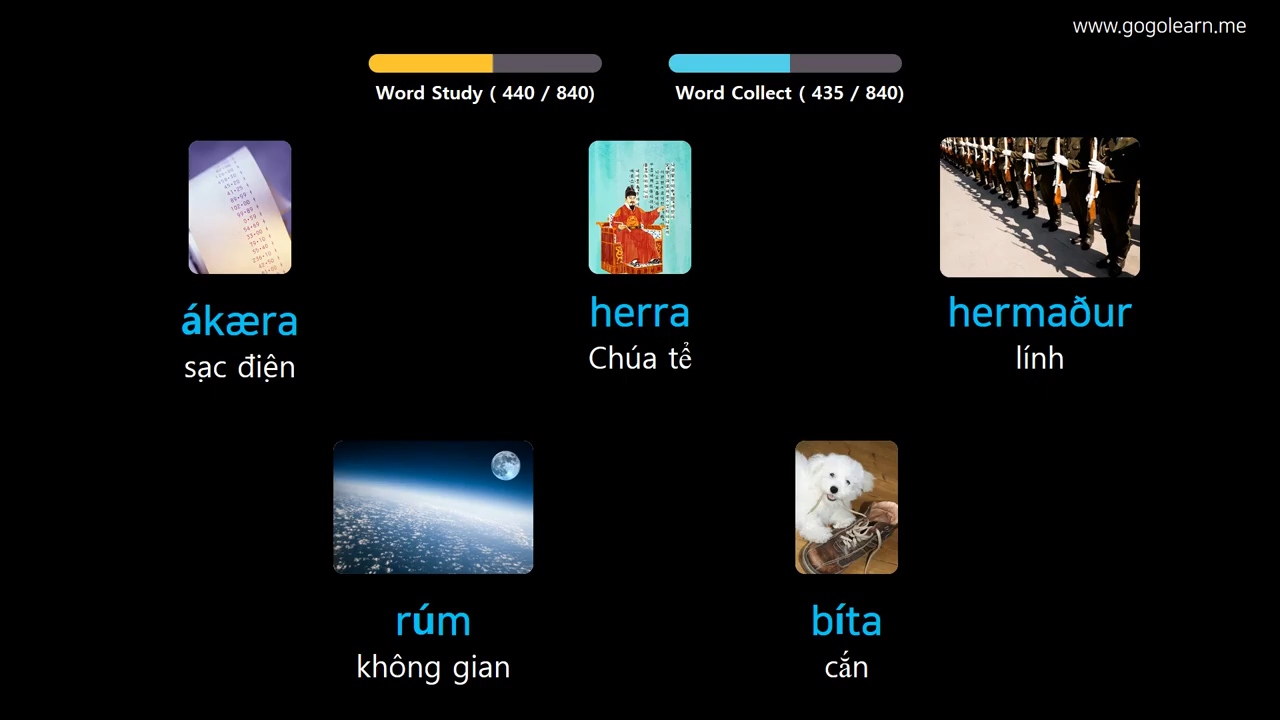 www.gogolearn.me
Word Study ( 440 / 840)
Word Collect ( 435 / 840)
ákæra
sạc điện
herra
Chúa tể
hermaður
lính
rúm
không gian
bíta
cắn